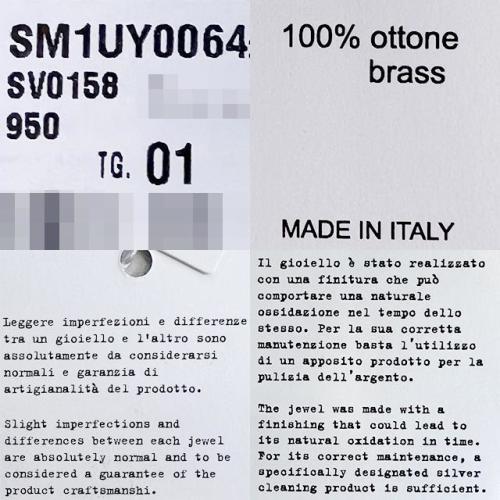 SM1UY0064
SV0158
950
TG. 01
100% ottone
brass
MADE IN ITALY
Leggere imperfezioni e differenze
tra un gioiello e l'altro sono
assolutamente da considerarsi
normali e garanzia di
artigianalità del prodotto.
Slight imperfections and
differences between each jewel
are absolutely normal and to be
considered a guarantee of the
product craftsmanshi.
Il gioiello è stato realizzato
con una finitura che può
comportare una naturale
ossidazione nel tempo dello
stesso. Per la sua corretta
manutenzione basta l'utilizzo
di un apposito prodotto per la
pulizia dell'argento.
The jewel was made with a
finishing that could lead to
its natural oxidation in time.
For its correct maintenance, a
specifically designated silver
cleaning product is sufficient.